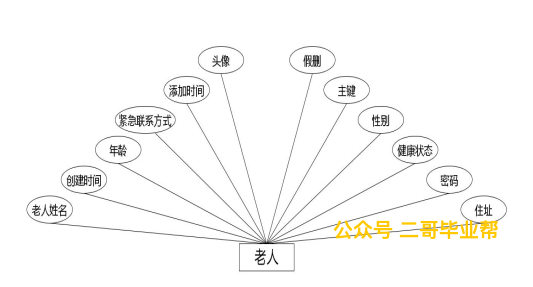 头像
假删
添加时间
主键
紧急联系方式
性别
年龄
健康状态
创建时间
密码
老人姓名
住址
公众号 二哥毕业帮
老人